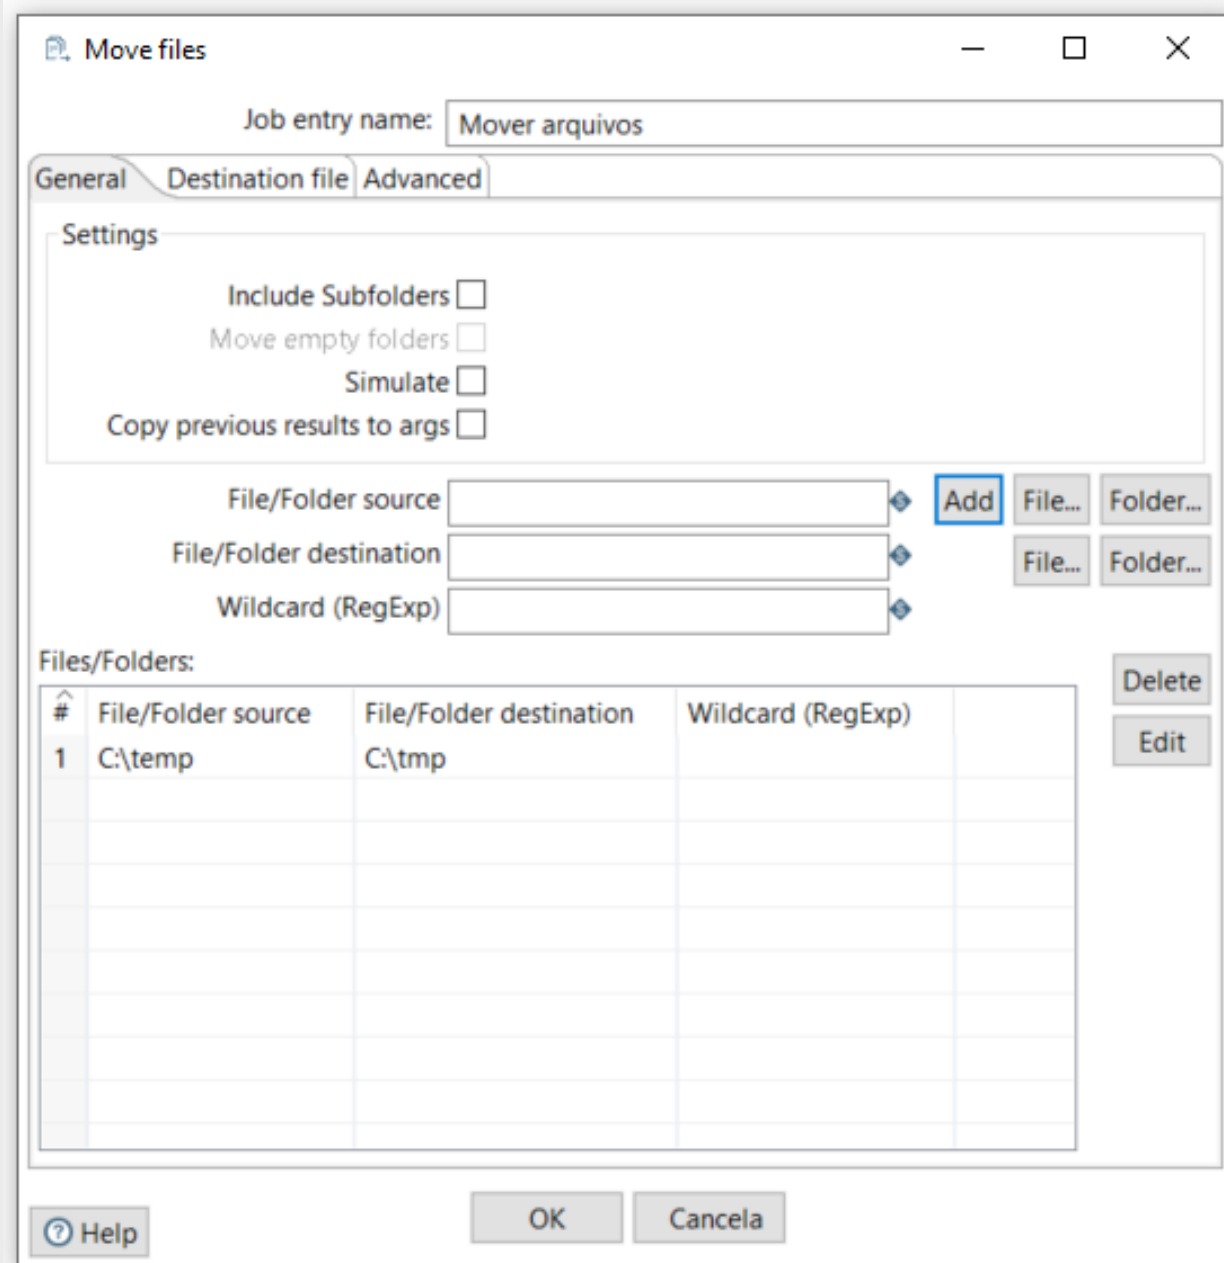 Move files
Job entry name: Mover arquivos
General Destination file Advanced
Settings
Include Subfolders
Move empty folders
Simulate
Copy previous results to args
File/Folder source Add File... Folder...
File/Folder destination File... Folder...
Wildcard (RegExp)
Files/Folders:
Delete
# File/Folder source File/Folder destination Wildcard (RegExp)
Edit
1 C:\temp C:\tmp
OK Cancela
Help